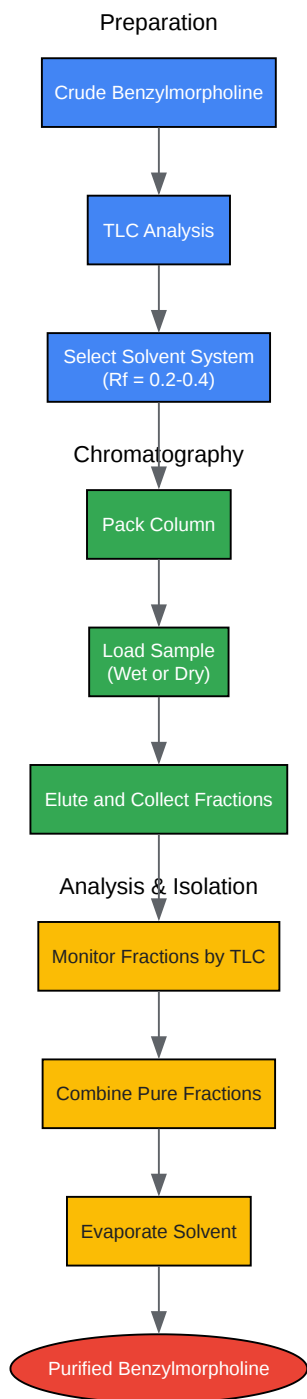 Preparation
Crude Benzylmorpholine
TLC Analysis
Select Solvent System
(Rf = 0.2-0.4)
Chromatography
Pack Column
Load Sample
(Wet or Dry)
Elute and Collect Fractions
Analysis & Isolation
Monitor Fractions by TLC
Combine Pure Fractions
Evaporate Solvent
Purified Benzylmorpholine